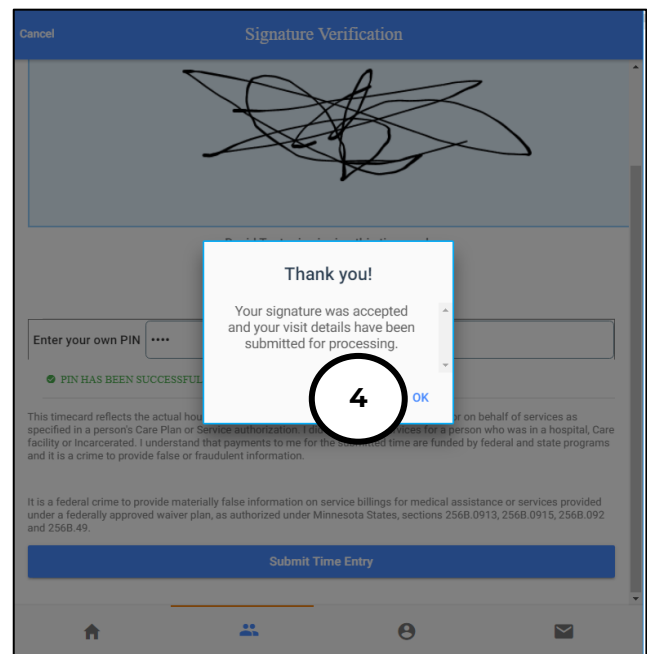 Cancel
Signature Verification
Thank you!
Your signature was accepted
and your visit details have been
submitted for processing.
4
OK
Enter your own PIN ••••
PIN HAS BEEN SUCCESSFUL
This timecard reflects the actual hou or on behalf of services as
specified in a person's Care Plan or Service authorization. I did vices for a person who was in a hospital, Care
facility or Incarcerated. I understand that payments to me for the submitted time are funded by federal and state programs
and it is a crime to provide false or fraudulent information.
It is a federal crime to provide materially false information on service billings for medical assistance or services provided
under a federally approved waiver plan, as authorized under Minnesota States, sections 256B.0913, 256B.0915, 256B.092
and 256B.49.
Submit Time Entry